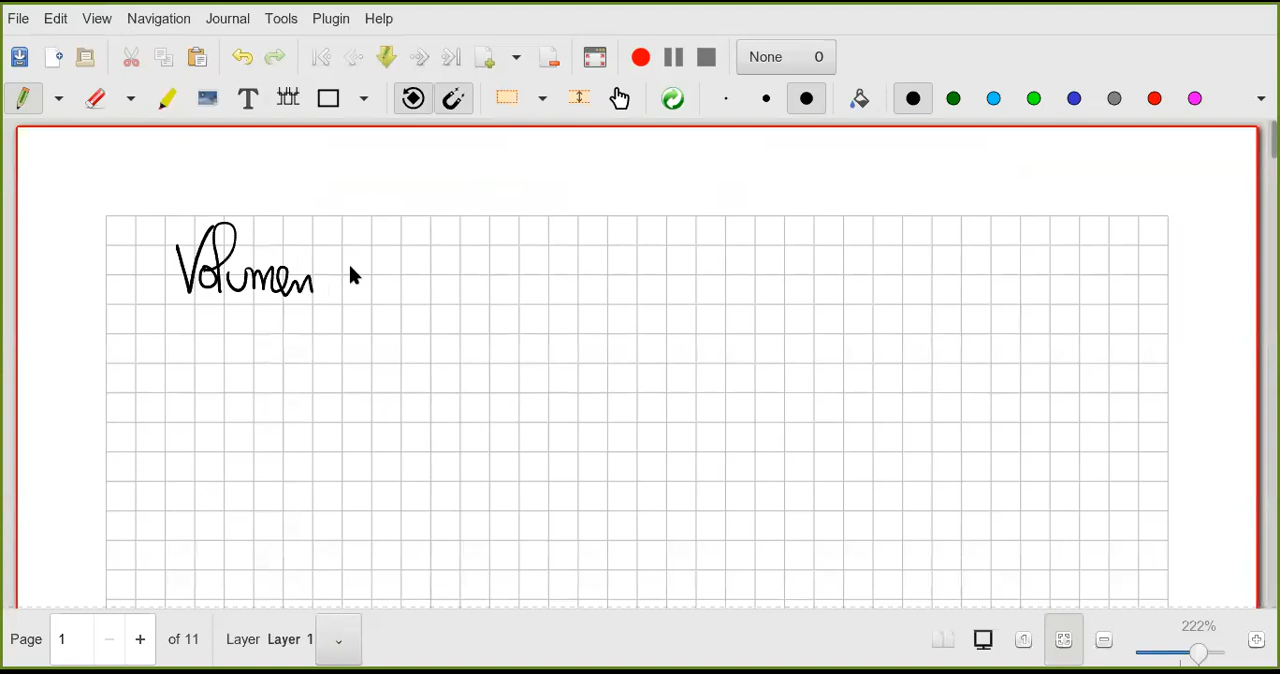 File Edit View Navigation Journal Tools Plugin Help
None 0
T
Volumen
Page 1 of 11 Layer Layer 1 222%